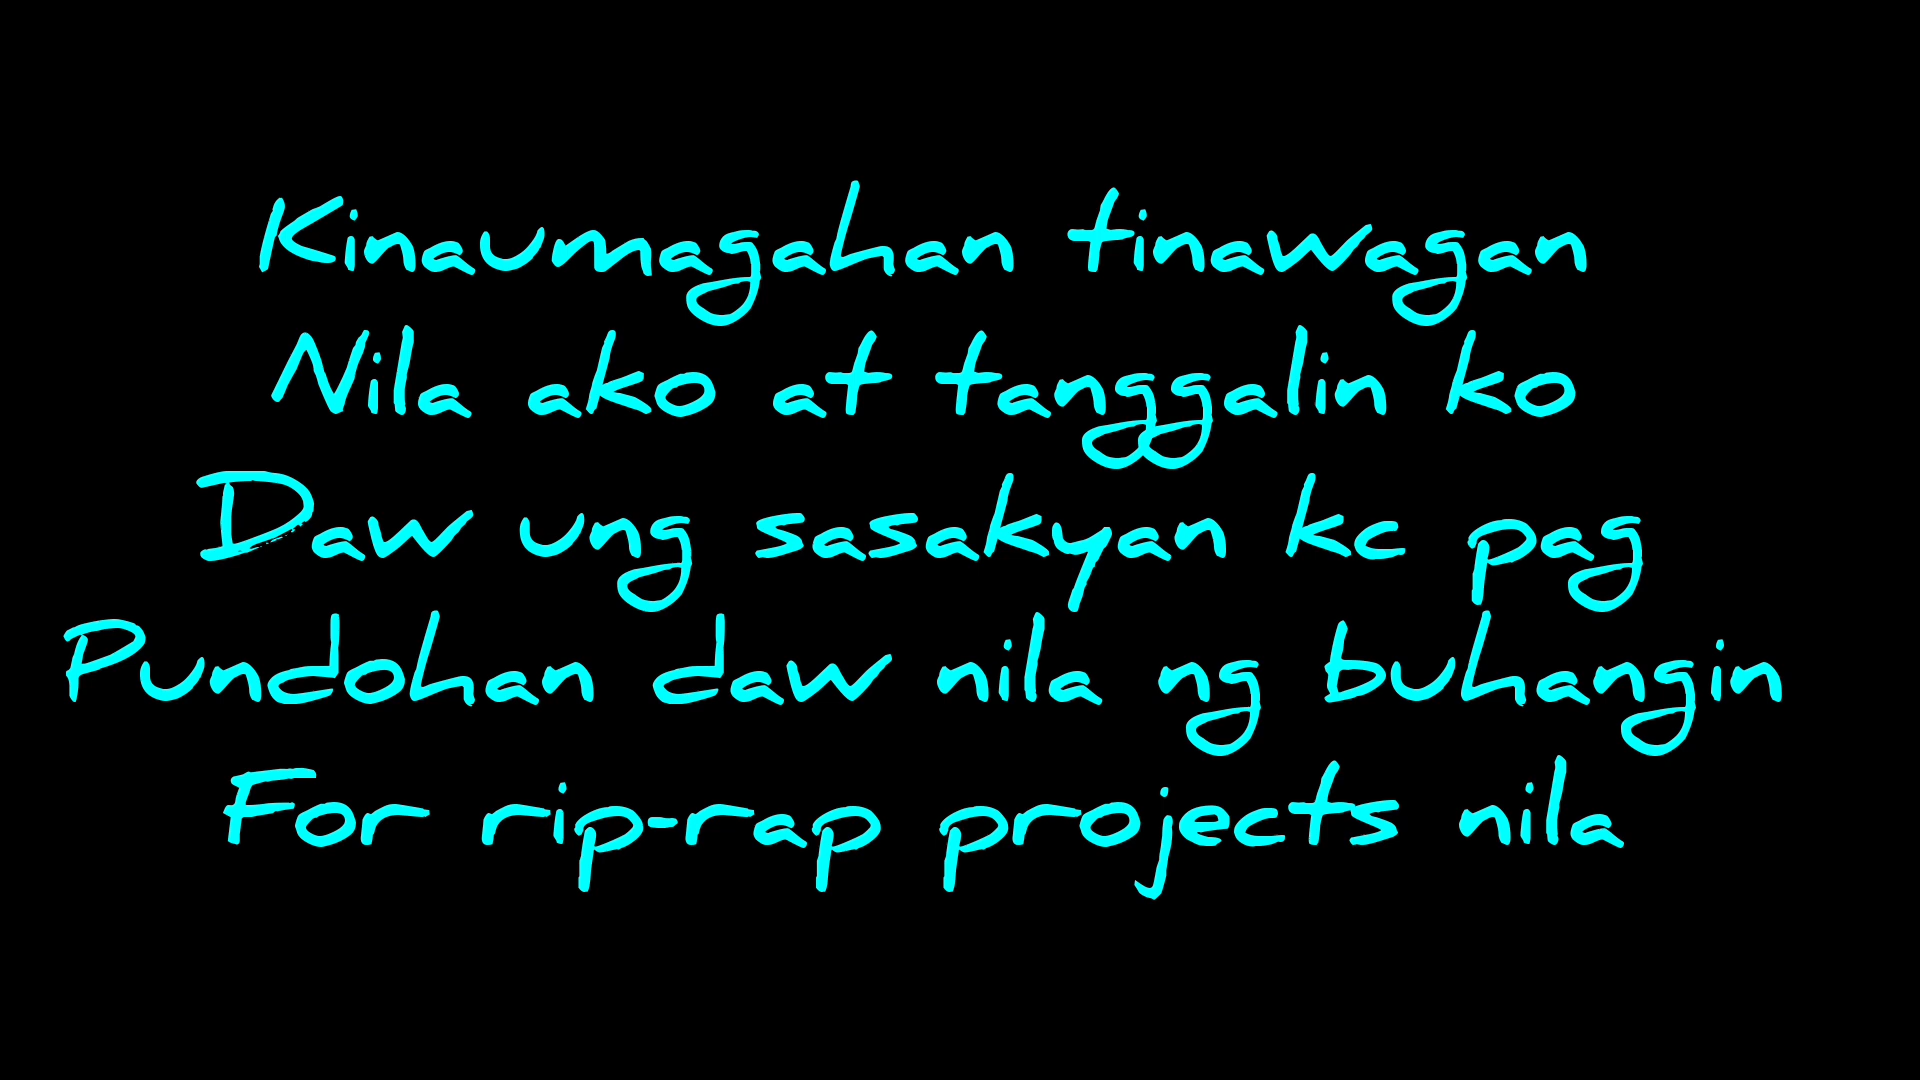 Kinaumagahan tinawagan
Nila ako at tanggalin ko
Daw ung sasakyan kc pag
Pundohan daw nila ng buhangin
For rip-rap projects nila